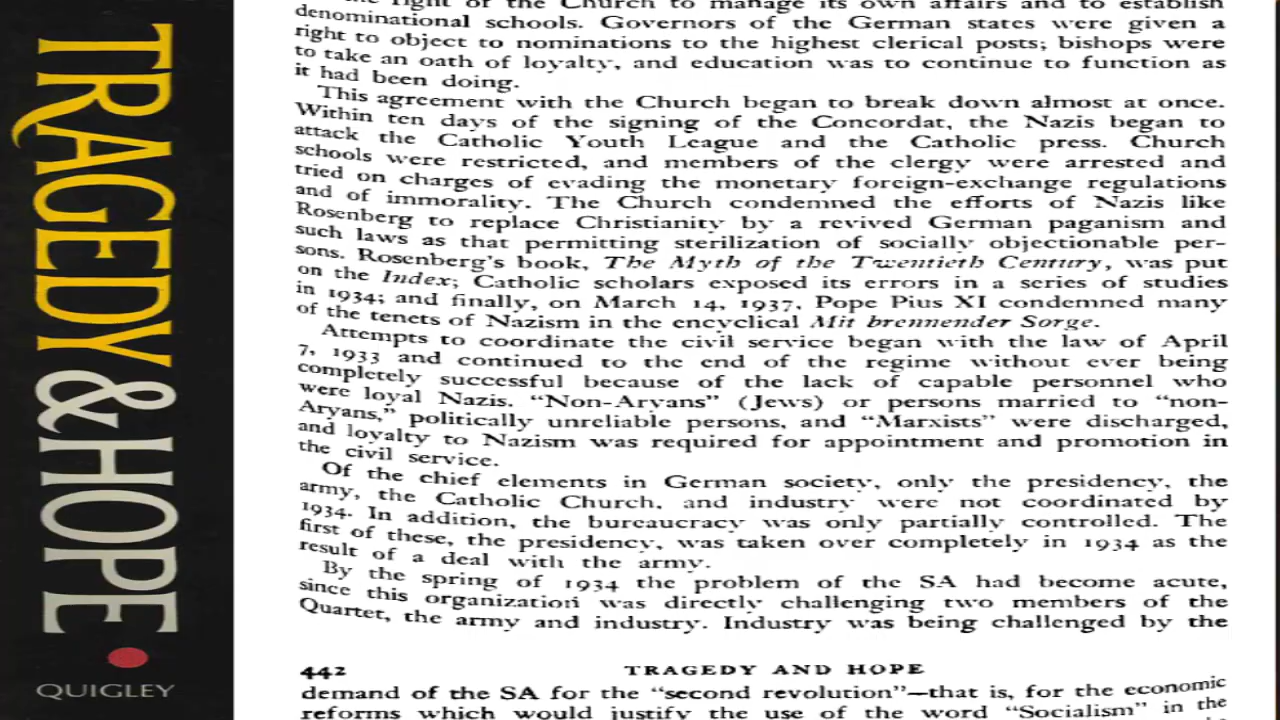 TRAGEDY & HOPE
QUIGLEY
right of the Church to manage its own affairs and to establish
denominational schools. Governors of the German states were given a
right to object to nominations to the highest clerical posts; bishops were
to take an oath of loyalty, and education was to continue to function as
it had been doing.
This agreement with the Church began to break down almost at once.
Within ten days of the signing of the Concordat, the Nazis began to
attack the Catholic Youth League and the Catholic press. Church
schools were restricted, and members of the clergy were arrested and
tried on charges of evading the monetary foreign-exchange regulations
and of immorality. The Church condemned the efforts of Nazis like
Rosenberg to replace Christianity by a revived German paganism and
such laws as that permitting sterilization of socially objectionable per-
sons. Rosenberg's book, The Myth of the Twentieth Century, was put
on the Index; Catholic scholars exposed its errors in a series of studies
in 1934; and finally, on March 14, 1937, Pope Pius XI condemned many
of the tenets of Nazism in the encyclical Mit brennender Sorge.
Attempts to coordinate the civil service began with the law of April
7, 1933 and continued to the end of the regime without ever being
completely successful because of the lack of capable personnel who
were loyal Nazis. "Non-Aryans" (Jews) or persons married to "non-
Aryans," politically unreliable persons, and "Marxists" were discharged,
and loyalty to Nazism was required for appointment and promotion in
the civil service.
Of the chief elements in German society, only the presidency, the
army, the Catholic Church, and industry were not coordinated by
1934. In addition, the bureaucracy was only partially controlled. The
first of these, the presidency, was taken over completely in 1934 as the
result of a deal with the army.
By the spring of 1934 the problem of the SA had become acute,
since this organization was directly challenging two members of the
Quartet, the army and industry. Industry was being challenged by the
442 TRAGEDY AND HOPE
demand of the SA for the "second revolution"—that is, for the economic
reforms which would justify the use of the word "Socialism" in the